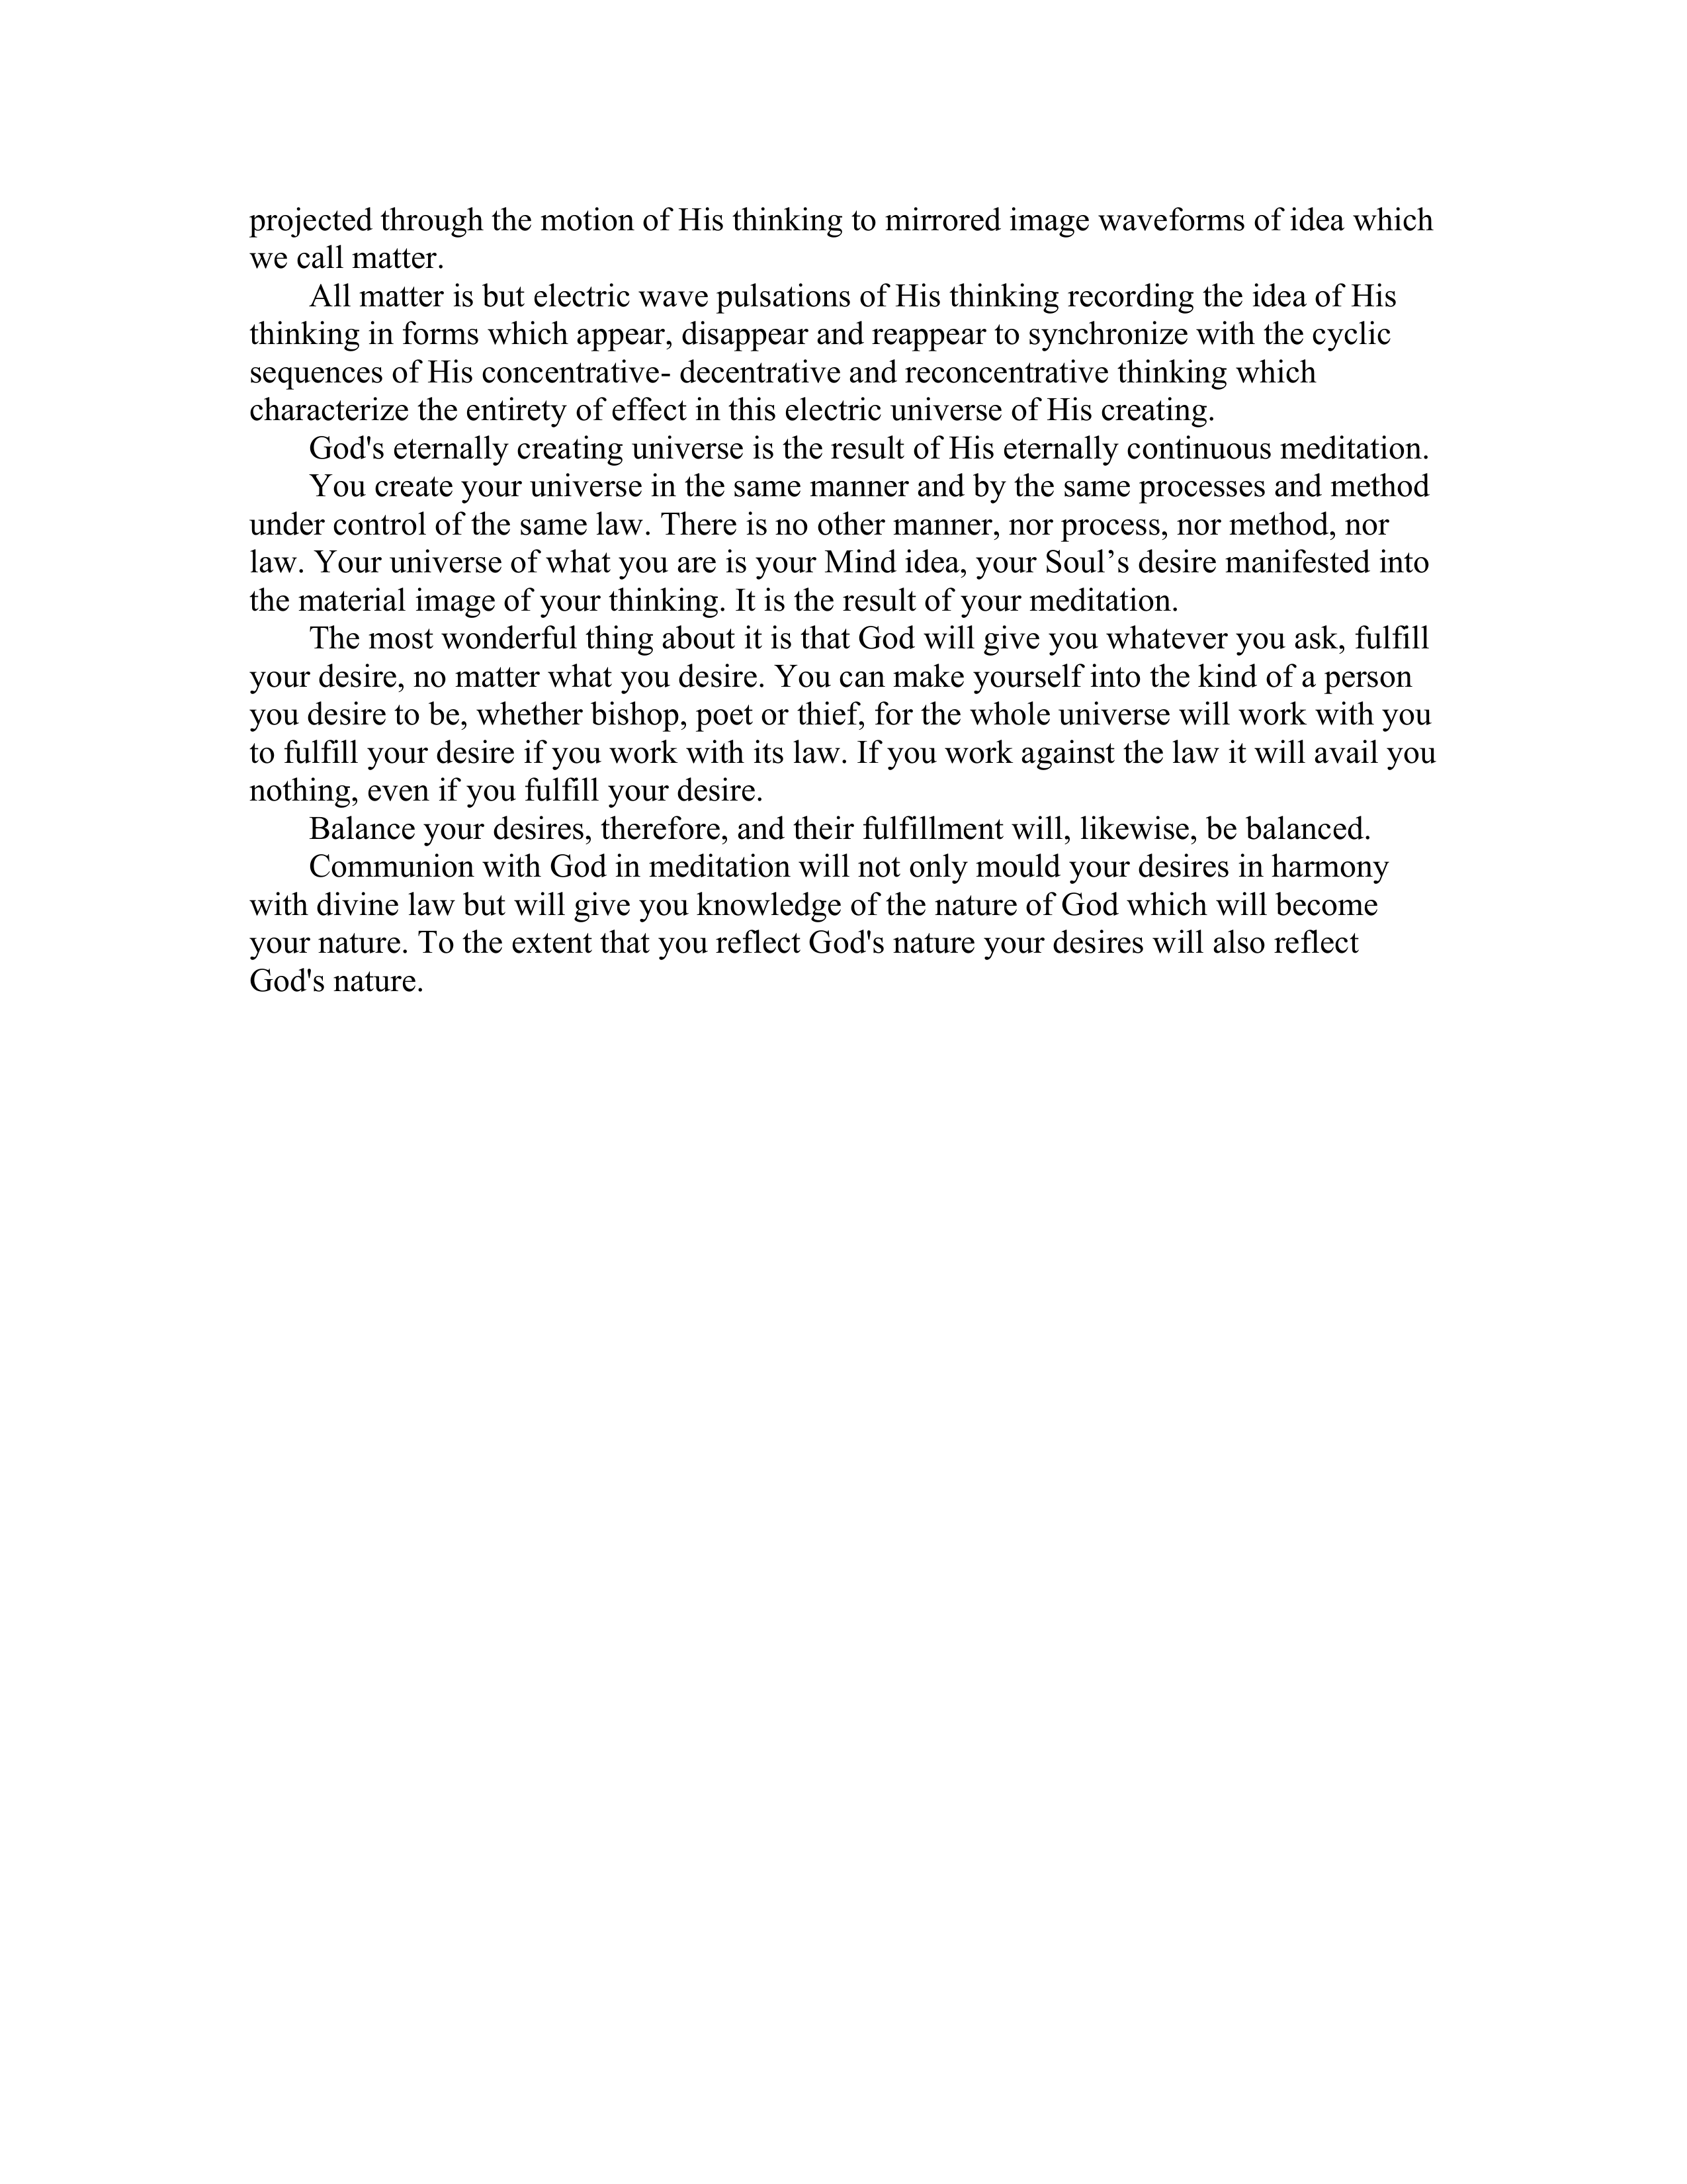 projected through the motion of His thinking to mirrored image waveforms of idea which
we call matter.
All matter is but electric wave pulsations of His thinking recording the idea of His
thinking in forms which appear, disappear and reappear to synchronize with the cyclic
sequences of His concentrative- decentrative and reconcentrative thinking which
characterize the entirety of effect in this electric universe of His creating.
God's eternally creating universe is the result of His eternally continuous meditation.
You create your universe in the same manner and by the same processes and method
under control of the same law. There is no other manner, nor process, nor method, nor
law. Your universe of what you are is your Mind idea, your Soul’s desire manifested into
the material image of your thinking. It is the result of your meditation.
The most wonderful thing about it is that God will give you whatever you ask, fulfill
your desire, no matter what you desire. You can make yourself into the kind of a person
you desire to be, whether bishop, poet or thief, for the whole universe will work with you
to fulfill your desire if you work with its law. If you work against the law it will avail you
nothing, even if you fulfill your desire.
Balance your desires, therefore, and their fulfillment will, likewise, be balanced.
Communion with God in meditation will not only mould your desires in harmony
with divine law but will give you knowledge of the nature of God which will become
your nature. To the extent that you reflect God's nature your desires will also reflect
God's nature.